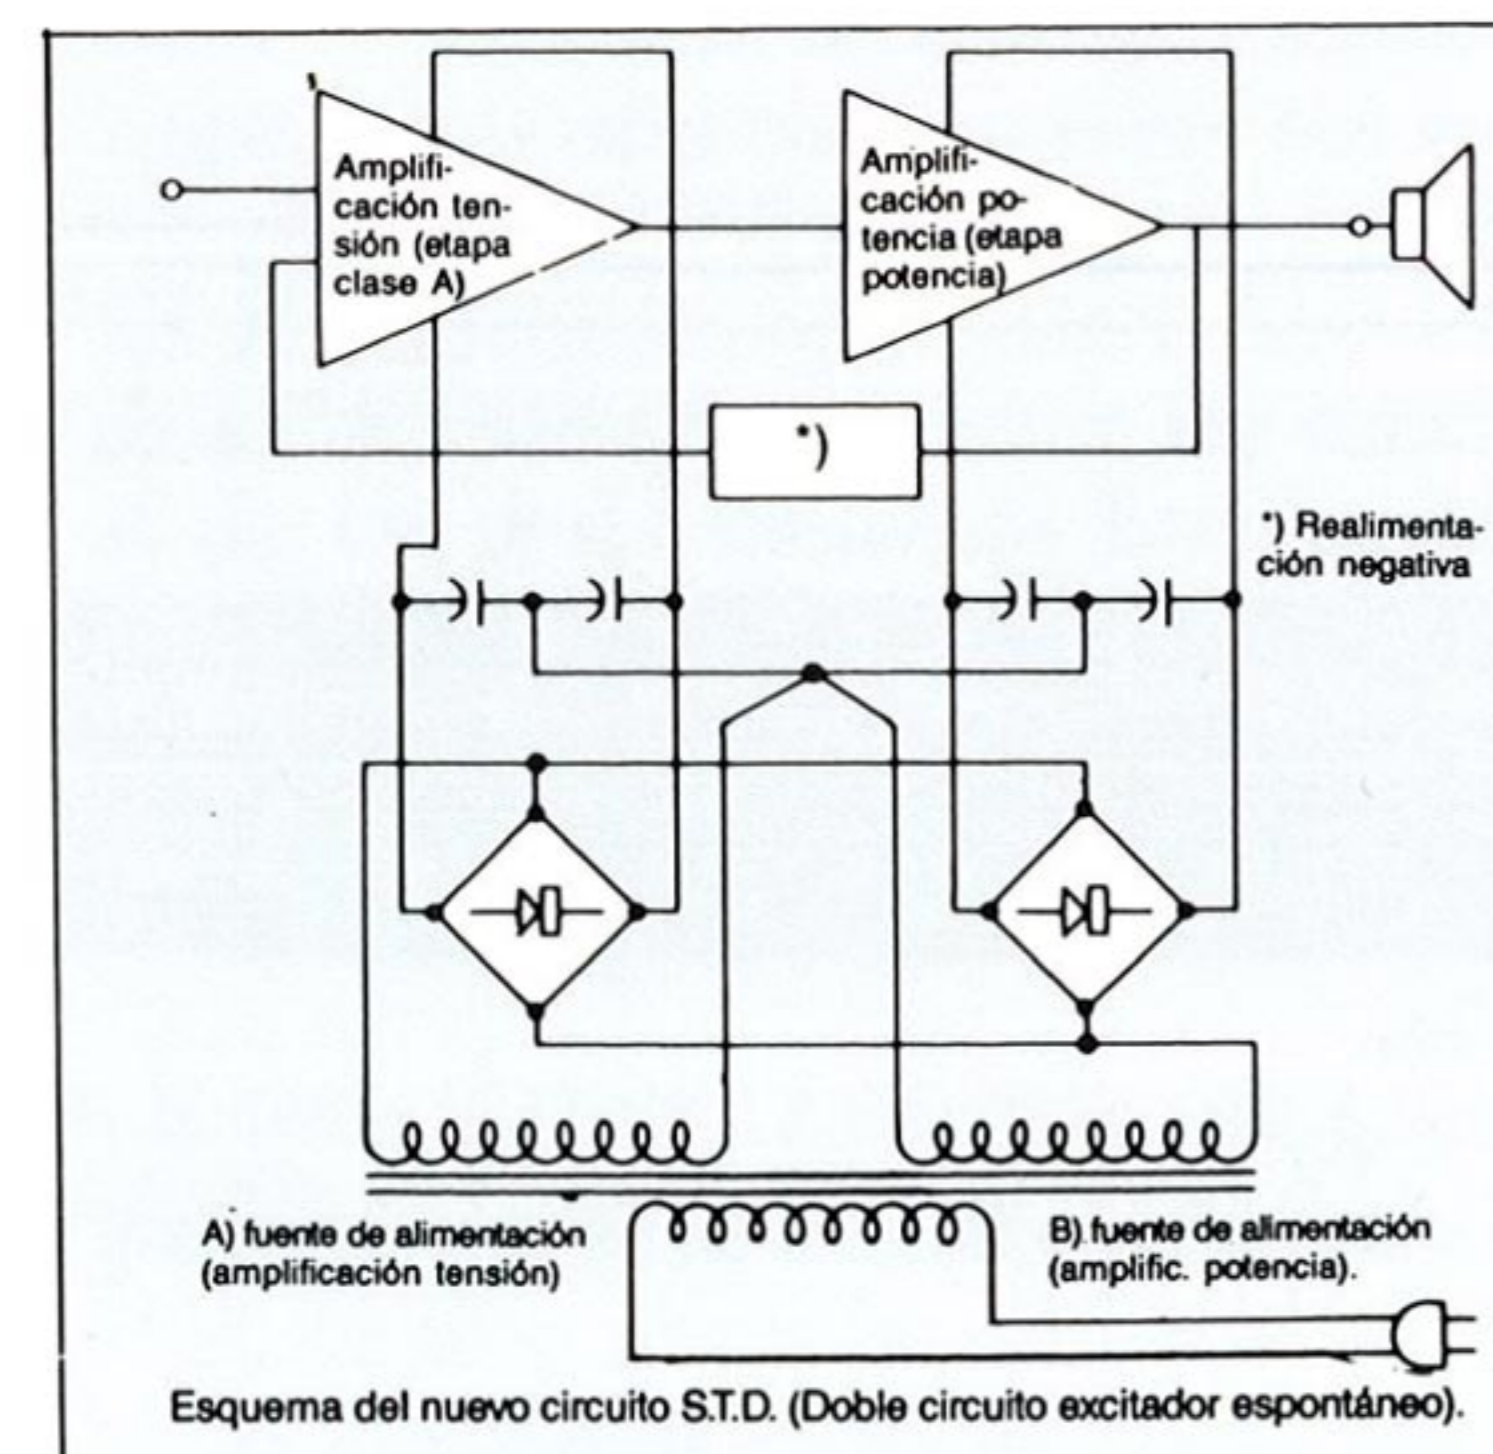 Amplifi-
cación ten-
sión (etapa
clase A)
Amplifi-
cación po-
tencia (etapa
potencia)
*)
*) Realimenta-
ción negativa
A) fuente de alimentación
(amplificación tensión)
B) fuente de alimentación
(amplific. potencia).
Esquema del nuevo circuito S.T.D. (Doble circuito excitador espontáneo).